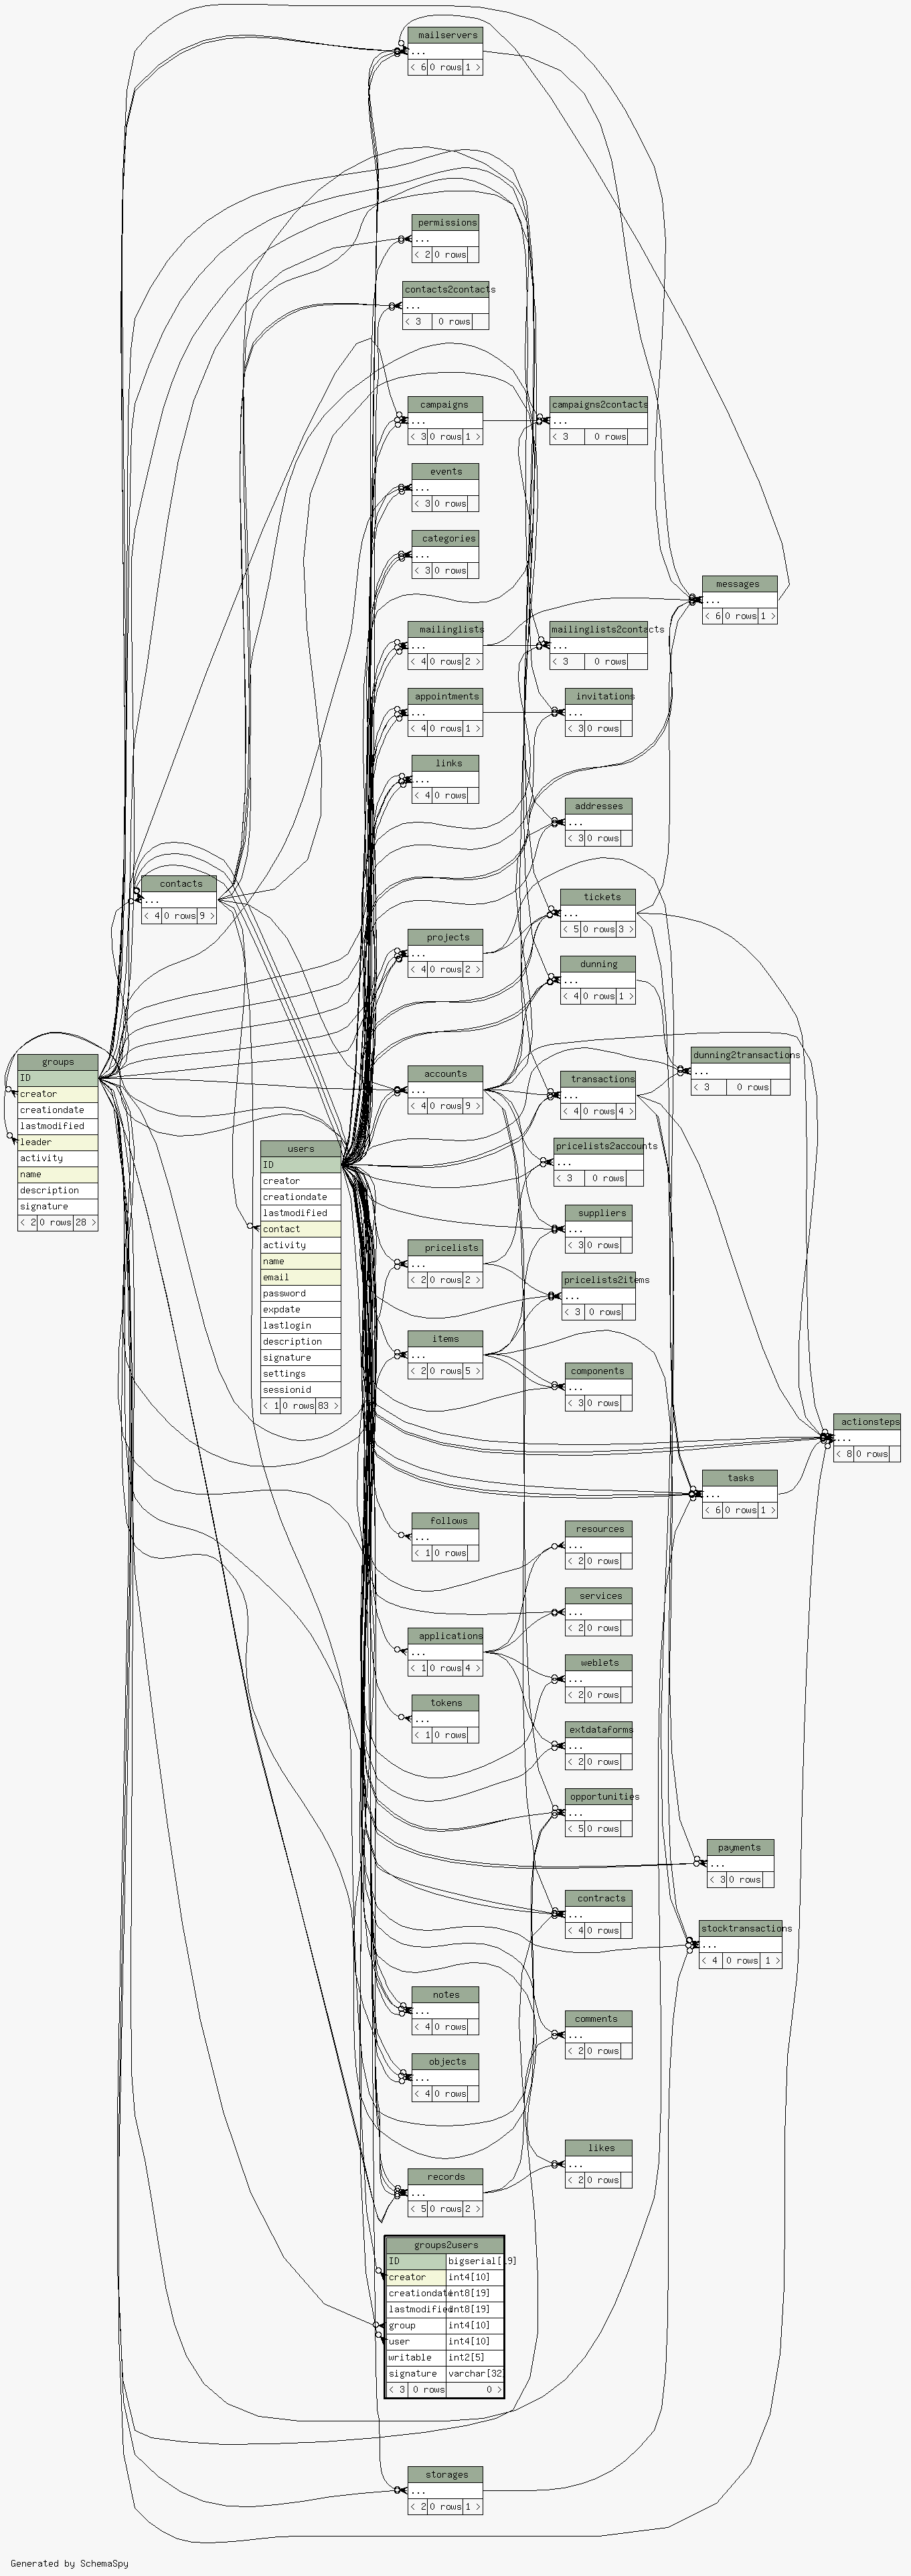 mailservers
...
< 6 0 rows 1 >
permissions
...
< 2 0 rows
contacts2contacts
...
< 3 0 rows
campaigns
...
< 3 0 rows 1 >
campaigns2contacts
...
< 3 0 rows
events
...
< 3 0 rows
categories
...
< 3 0 rows
messages
...
< 6 0 rows 1 >
mailinglists
...
< 4 0 rows 2 >
mailinglists2contacts
...
< 3 0 rows
appointments
...
< 4 0 rows 1 >
invitations
...
< 3 0 rows
links
...
< 4 0 rows
addresses
...
< 3 0 rows
contacts
...
< 4 0 rows 9 >
tickets
...
< 5 0 rows 3 >
projects
...
< 4 0 rows 2 >
dunning
...
< 4 0 rows 1 >
groups
ID
creator
creationdate
lastmodified
leader
activity
name
description
signature
< 2 0 rows 28 >
dunning2transactions
...
< 3 0 rows
accounts
...
< 4 0 rows 9 >
transactions
...
< 4 0 rows 4 >
users
ID
creator
creationdate
lastmodified
contact
activity
name
email
password
expdate
lastlogin
description
signature
settings
sessionid
< 1 0 rows 83 >
pricelists2accounts
...
< 3 0 rows
suppliers
...
< 3 0 rows
pricelists
...
< 2 0 rows 2 >
pricelists2items
...
< 3 0 rows
items
...
< 2 0 rows 5 >
components
...
< 3 0 rows
actionsteps
...
< 8 0 rows
tasks
...
< 6 0 rows 1 >
follows
...
< 1 0 rows
resources
...
< 2 0 rows
services
...
< 2 0 rows
applications
...
< 1 0 rows 4 >
weblets
...
< 2 0 rows
tokens
...
< 1 0 rows
extdataforms
...
< 2 0 rows
opportunities
...
< 5 0 rows
payments
...
< 3 0 rows
contracts
...
< 4 0 rows
stocktransactions
...
< 4 0 rows 1 >
notes
...
< 4 0 rows
comments
...
< 2 0 rows
objects
...
< 4 0 rows
likes
...
< 2 0 rows
records
...
< 5 0 rows 2 >
groups2users
ID bigserial[19]
creator int4[10]
creationdate int8[19]
lastmodified int8[19]
group int4[10]
user int4[10]
writable int2[5]
signature varchar[32]
< 3 0 rows 0 >
storages
...
< 2 0 rows 1 >
Generated by SchemaSpy